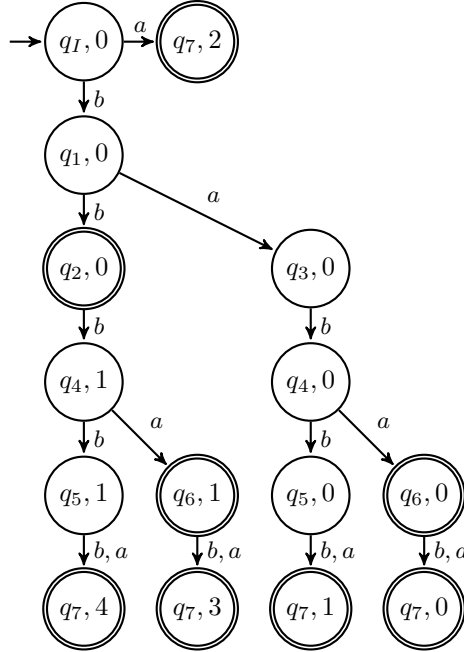 q_I, 0 a q_7, 2
b
q_1, 0
b a
q_2, 0 q_3, 0
b b
q_4, 1 q_4, 0
b a b a
q_5, 1 q_6, 1 q_5, 0 q_6, 0
b, a b, a b, a b, a
q_7, 4 q_7, 3 q_7, 1 q_7, 0